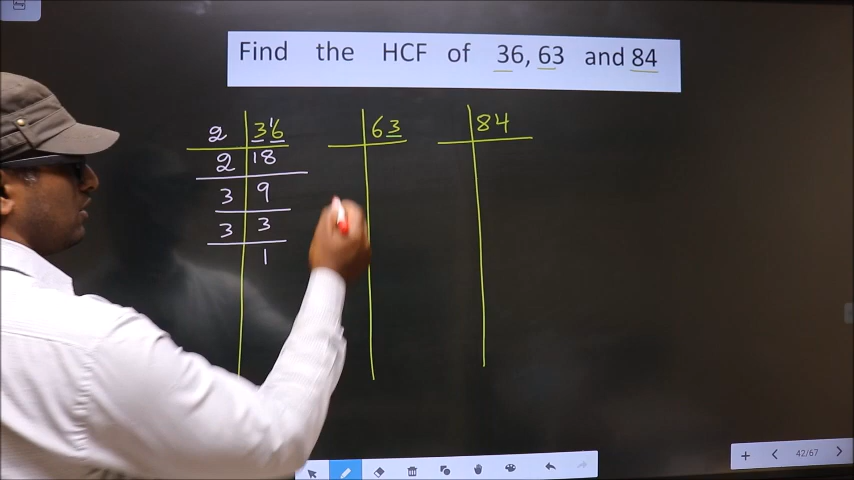 Find the HCF of 36, 63 and 84
2 36 63 84
2 18
3 9
3 3
1
42/67